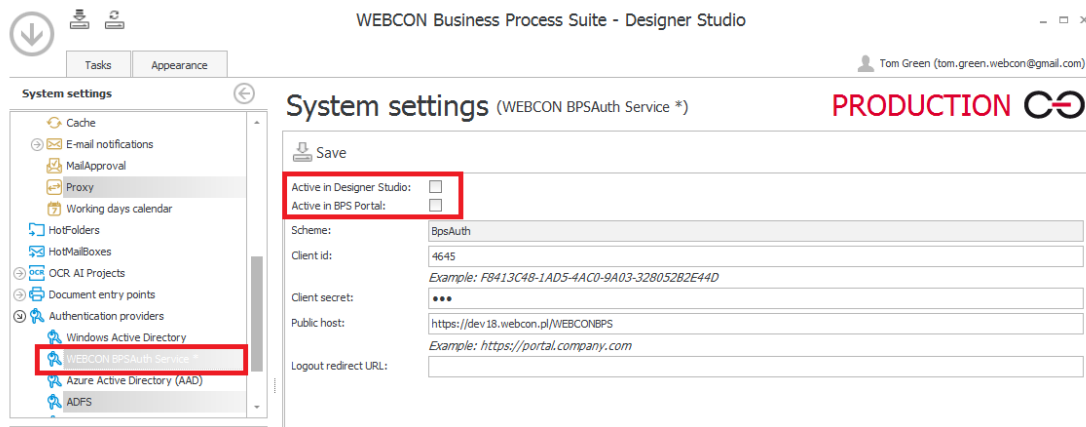 WEBCON Business Process Suite - Designer Studio
Tasks Appearance
Tom Green (tom.green.webcon@gmail.com)
System settings
Cache
E-mail notifications
MailApproval
Proxy
Working days calendar
HotFolders
HotMailBoxes
OCR OCR AI Projects
Document entry points
Authentication providers
Windows Active Directory
WEBCON BPSAuth Service *
Azure Active Directory (AAD)
ADFS
System settings (WEBCON BPSAuth Service *)
PRODUCTION
Save
Active in Designer Studio:
Active in BPS Portal:
Scheme: BpsAuth
Client id: 4645
Example: F8413C48-1AD5-4AC0-9A03-328052B2E44D
Client secret: •••
Public host: https://dev18.webcon.pl/WEBCONBPS
Example: https://portal.company.com
Logout redirect URL: